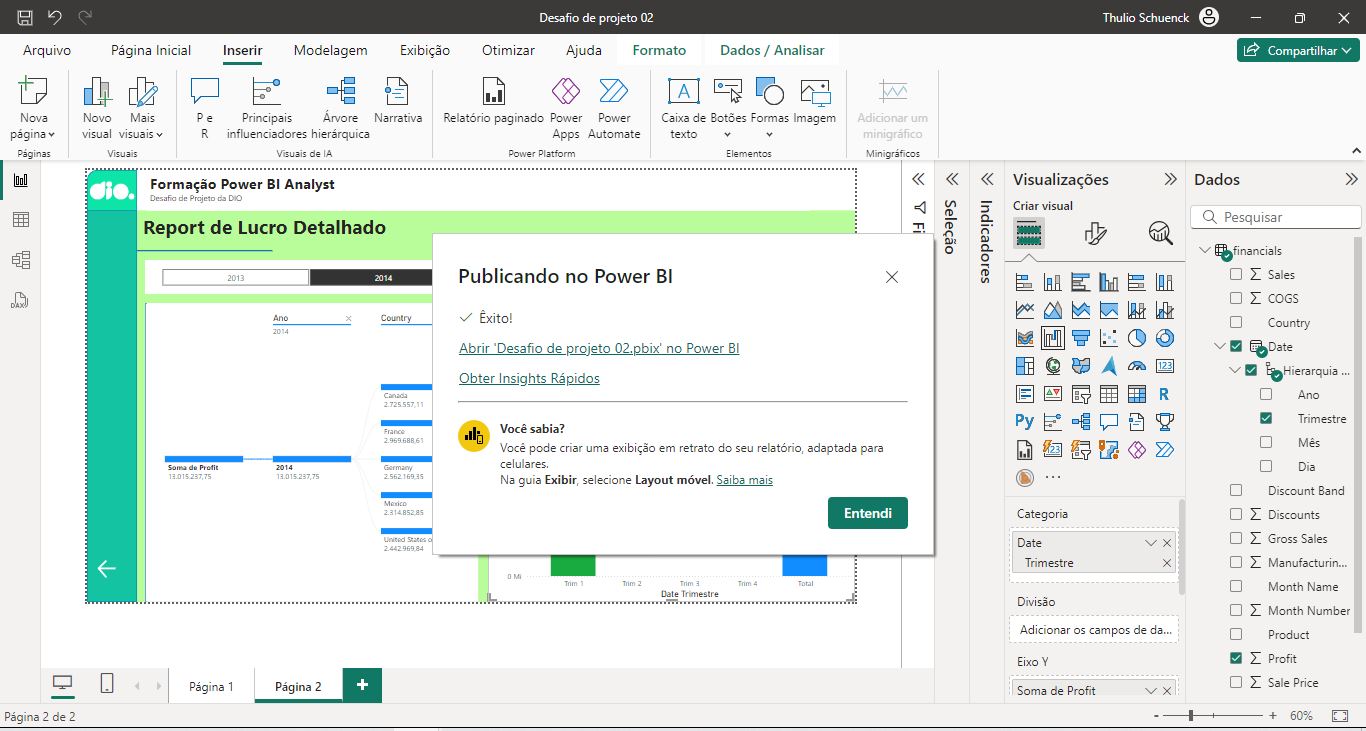 Desafio de projeto 02
Thulio Schuenck
Arquivo
Página Inicial
Inserir
Modelagem
Exibição
Otimizar
Ajuda
Formato
Dados / Analisar
Compartilhar
Nova
página
Novo
visual
Mais
visuais
P e
R
Principais
influenciadores
Árvore
hierárquica
Narrativa
Relatório paginado
Power
Apps
Power
Automate
Caixa de
texto
Botões
Formas
Imagem
Adicionar um
minigráfico
Páginas
Visuais
Visuais de IA
Power Platform
Elementos
Minigráficos
DAX
dio.
Formação Power BI Analyst
Desafio de Projeto da DIO
Report de Lucro Detalhado
2013
2014
Ano
2014
Country
Soma de Profit
13.015.237,75
2014
13.015.237,75
Canada
2.725.557,11
France
2.969.688,61
Germany
2.562.169,35
Mexico
2.314.852,85
United States o
2.442.969,84
0 Mi
Trim 1
Trim 2
Trim 3
Trim 4
Total
Date Trimestre
Publicando no Power BI
Êxito!
Abrir 'Desafio de projeto 02.pbix' no Power BI
Obter Insights Rápidos
Você sabia?
Você pode criar uma exibição em retrato do seu relatório, adaptada para
celulares.
Na guia Exibir, selecione Layout móvel. Saiba mais
Entendi
Fi
Seleção
Indicadores
Visualizações
Criar visual
123
R
Py
123
...
Categoria
Date
Trimestre
Divisão
Adicionar os campos de da...
Eixo Y
Soma de Profit
Dados
Pesquisar
financials
Sales
COGS
Country
Date
Hierarquia ...
Ano
Trimestre
Mês
Dia
Discount Band
Discounts
Gross Sales
Manufacturin...
Month Name
Month Number
Product
Profit
Sale Price
Página 1
Página 2
+
Página 2 de 2
- + 60%